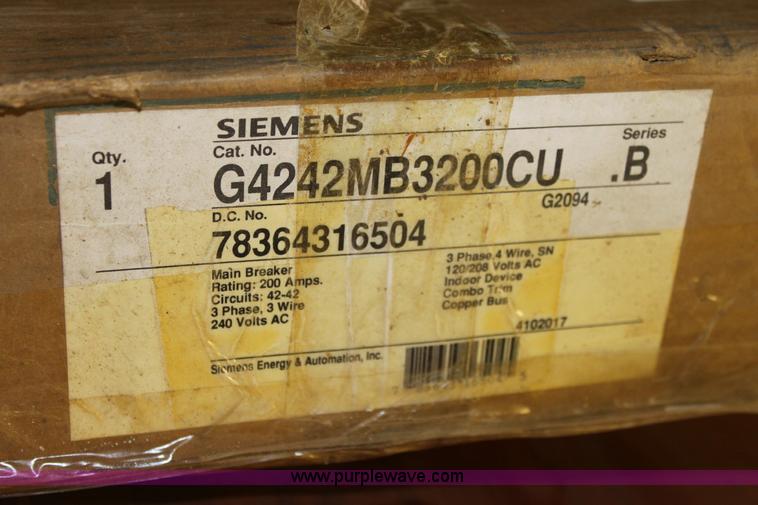 SIEMENS
Qty.
1
Cat. No.
G4242MB3200CU
Series
.B
G2094
D.C. No.
78364316504
Main Breaker
Rating: 200 Amps.
Circuits: 42-42
3 Phase, 3 Wire
240 Volts AC
3 Phase,4 Wire, SN
120/208 Volts AC
Indoor Device
Combo Trim
Copper Bus
4102017
Siemens Energy & Automation, Inc.
www.purplewave.com